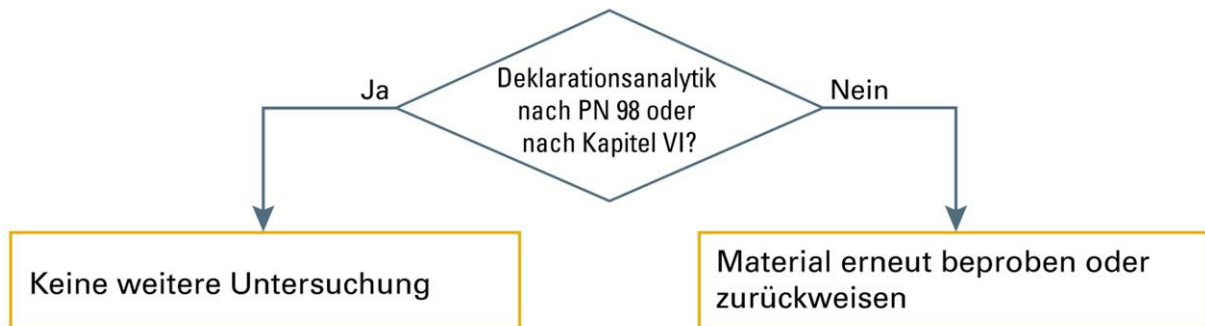 Deklarationsanalytik
nach PN 98 oder
nach Kapitel VI?
Ja
Nein
Keine weitere Untersuchung
Material erneut beproben oder
zurückweisen